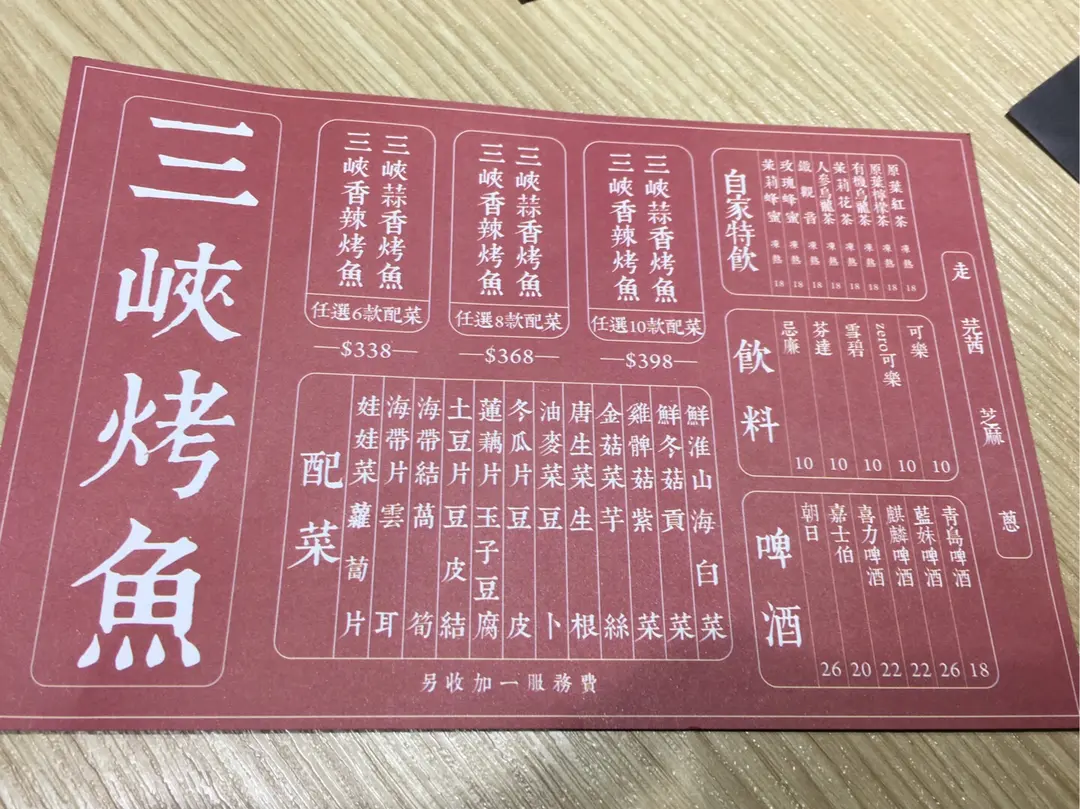 三峽烤魚
三峽蒜香烤魚
三峽香辣烤魚
任選6款配菜
$338
三峽蒜香烤魚
三峽香辣烤魚
任選8款配菜
$368
三峽蒜香烤魚
三峽香辣烤魚
任選10款配菜
$398
配菜
鮮淮山 海白菜
鮮冬菇 貢菜
雞髀菇 紫菜
金菇菜 芋絲
唐生菜 生根
油麥菜 豆卜
冬瓜片 豆皮
蓮藕片 玉子豆腐
土豆片 豆皮結
海帶結 萵筍
海帶片 雲耳
娃娃菜 蘿蔔片
另收加一服務費
自家特飲
原葉紅茶 凍 熱 18
原葉檸檬茶 凍 熱 18
有機烏龍茶 凍 熱 18
茉莉花茶 凍 熱 18
人參烏龍茶 凍 熱 18
鐵觀音 凍 熱 18
玫瑰蜂蜜 凍 熱 18
茉莉蜂蜜 凍 熱 18
飲料
可樂 10
zero可樂 10
雪碧 10
芬達 10
忌廉 10
啤酒
青島啤酒 18
藍妹啤酒 26
麒麟啤酒 22
喜力啤酒 22
嘉士伯 20
朝日 26
走 芫茜 芝麻 蔥